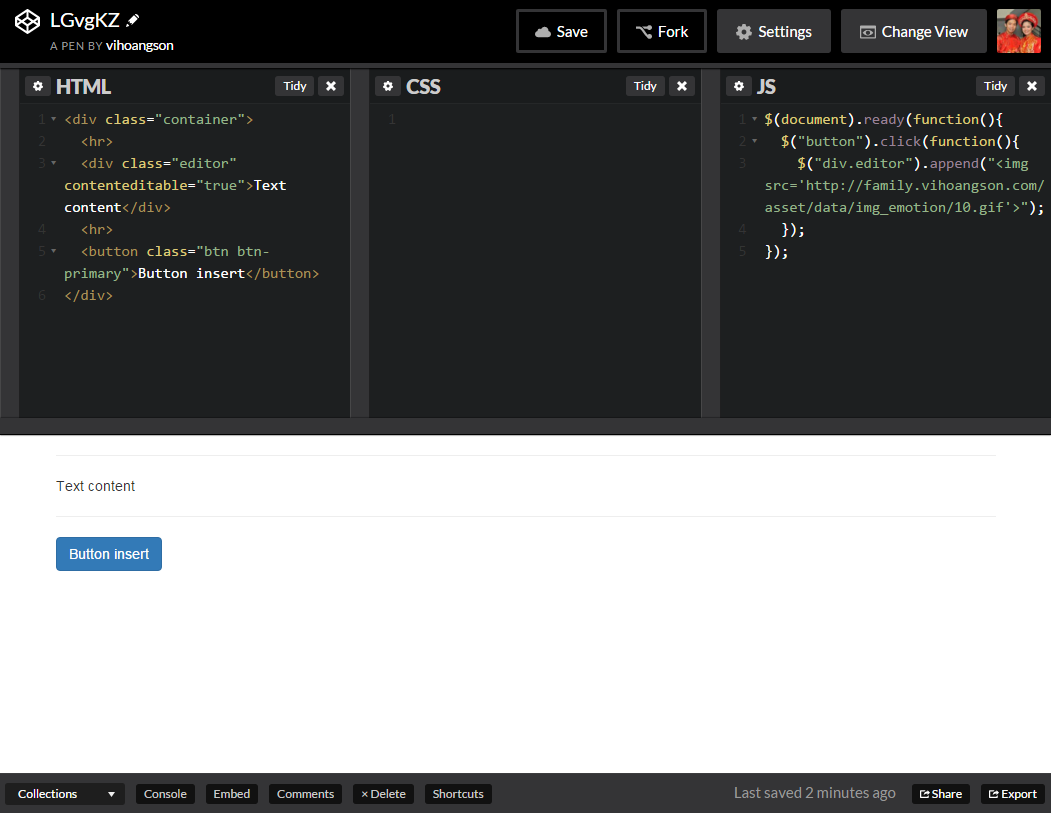 LGvgKZ
A PEN BY vihoangson
Save
Fork
Settings
Change View
HTML
Tidy
CSS
Tidy
JS
Tidy
1 <div class="container">
2 <hr>
3 <div class="editor"
contenteditable="true">Text
content</div>
4 <hr>
5 <button class="btn btn-
primary">Button insert</button>
6 </div>
1
1 $(document).ready(function(){
2 $("button").click(function(){
3 $("div.editor").append("<img
src='http://family.vihoangson.com/
asset/data/img_emotion/10.gif'>");
4 });
5 });
Text content
Button insert
Collections
Console
Embed
Comments
× Delete
Shortcuts
Last saved 2 minutes ago
Share
Export